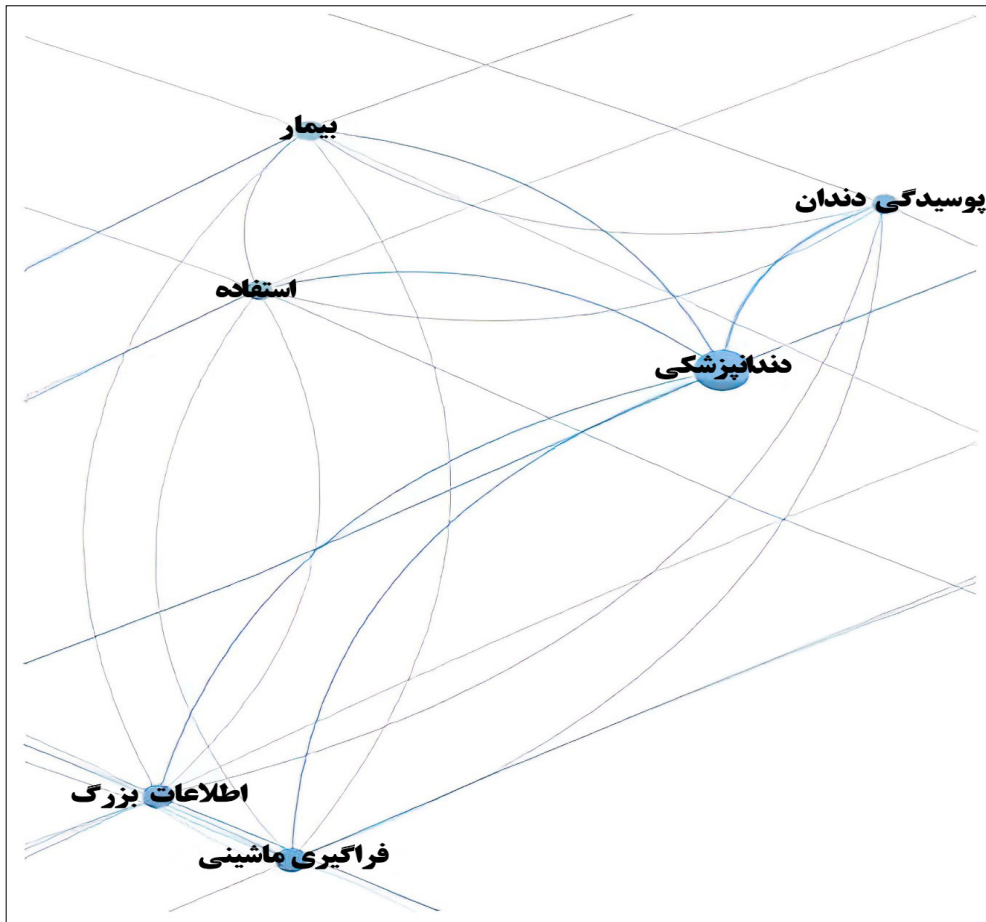 بیمار
پوسیدگی دندان
استفاده
دندانپزشکی
اطلاعات بزرگ
فراگیری ماشینی